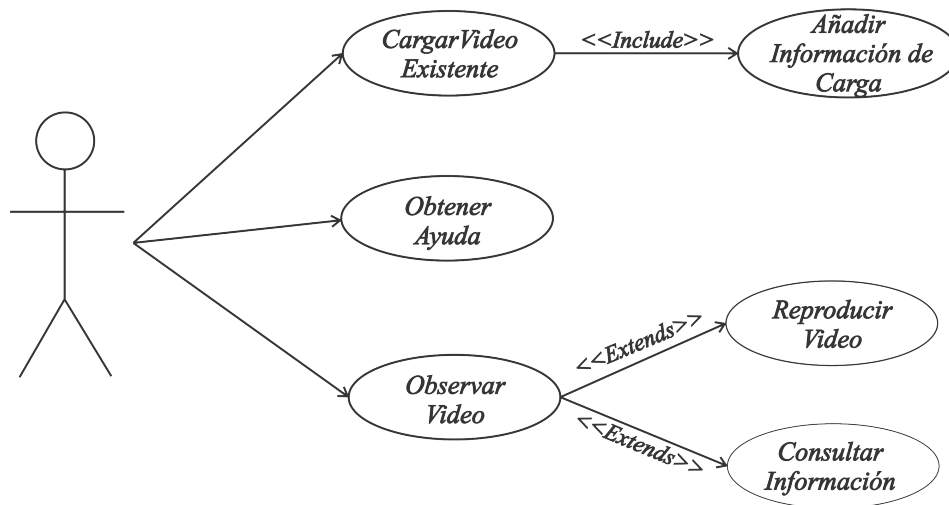 CargarVideo
Existente
<<Include>>
Añadir
Información de
Carga
Obtener
Ayuda
Observar
Video
<<Extends>>
Reproducir
Video
<<Extends>>
Consultar
Información